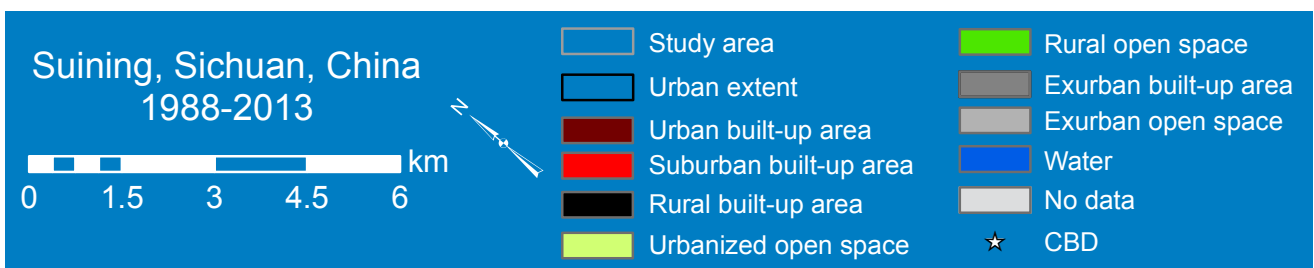 Suining, Sichuan, China
1988-2013
N
km
0 1.5 3 4.5 6
Study area
Urban extent
Urban built-up area
Suburban built-up area
Rural built-up area
Urbanized open space
Rural open space
Exurban built-up area
Exurban open space
Water
No data
CBD